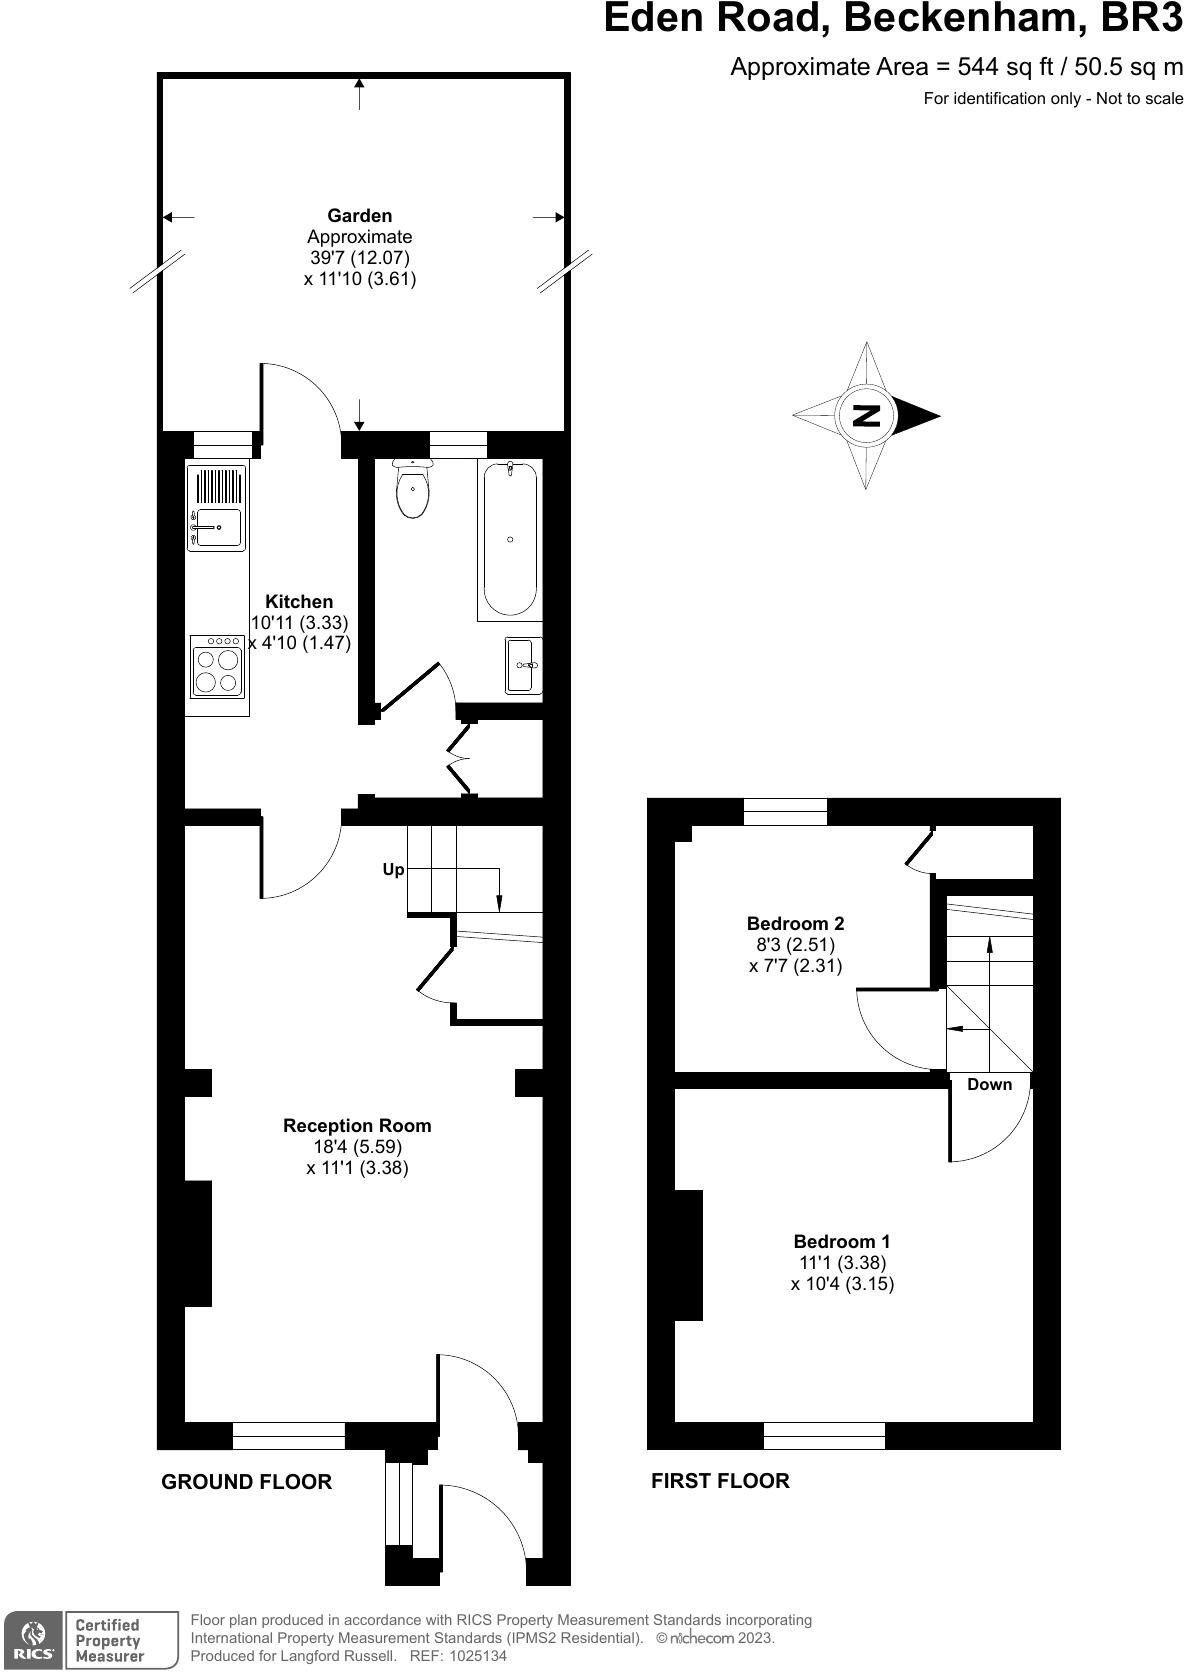 Eden Road, Beckenham, BR3
Approximate Area = 544 sq ft / 50.5 sq m
For identification only - Not to scale
Garden
Approximate
39'7 (12.07)
x 11'10 (3.61)
N
Kitchen
10'11 (3.33)
x 4'10 (1.47)
Up
Bedroom 2
8'3 (2.51)
x 7'7 (2.31)
Down
Reception Room
18'4 (5.59)
x 11'1 (3.38)
Bedroom 1
11'1 (3.38)
x 10'4 (3.15)
GROUND FLOOR
FIRST FLOOR
RICS
Certified
Property
Measurer
Floor plan produced in accordance with RICS Property Measurement Standards incorporating
International Property Measurement Standards (IPMS2 Residential). © nichecom 2023.
Produced for Langford Russell. REF: 1025134